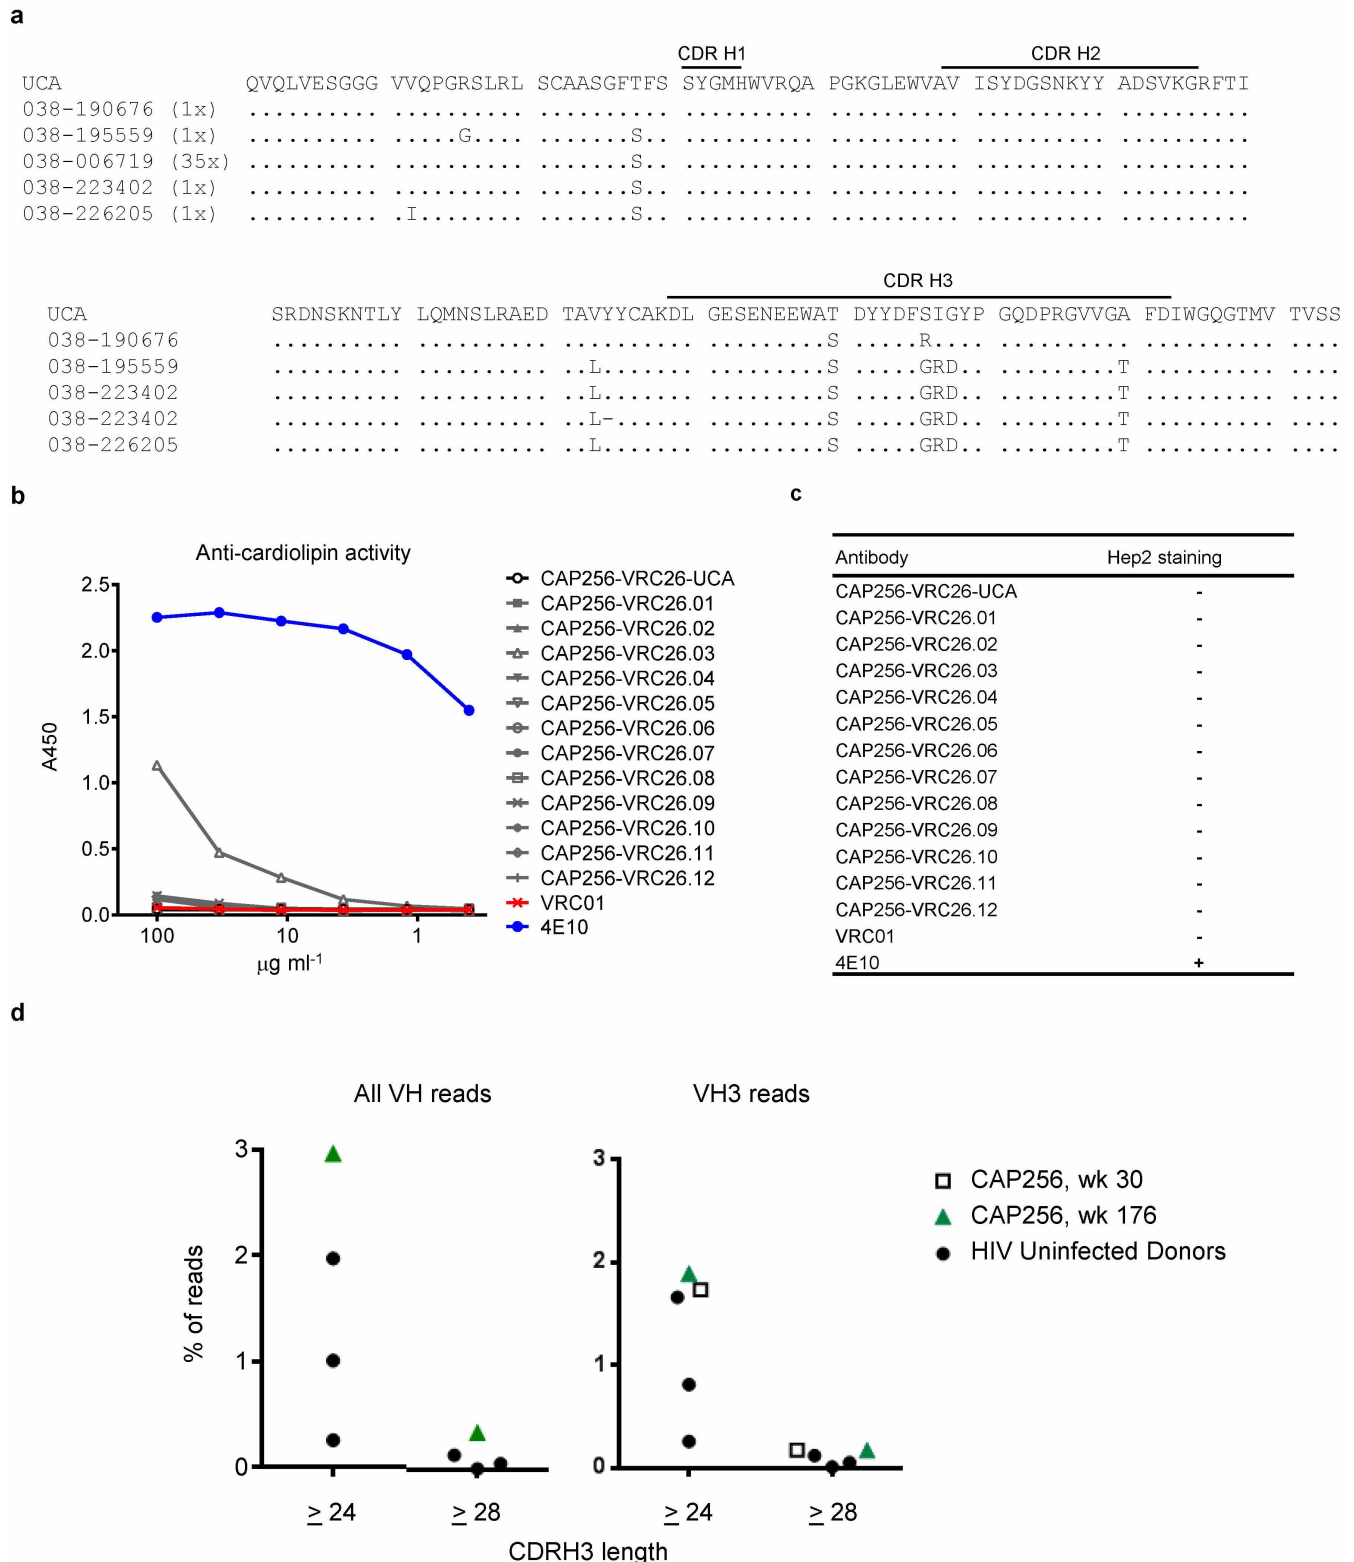 a
CDR H1 CDR H2
UCA QVQLVESGGG VVQPGRSLRL SCAASGFTFS SYGMHWVRQA PGKGLEWVAV ISYDGSNKYY ADSVKGRFTI
038-190676 (1x) .......... .......... .......... .......... .......... .......... ..........
038-195559 (1x) .......... .....G.... .......S.. .......... .......... .......... ..........
038-006719 (35x) .......... .......... .......S.. .......... .......... .......... ..........
038-223402 (1x) .......... .......... .......S.. .......... .......... .......... ..........
038-226205 (1x) .......... .I........ .......S.. .......... .......... .......... ..........
CDR H3
UCA SRDNSKNTLY LQMNSLRAED TAVYYCAKDL GESENEEWAT DYYDFSIGYP GQDPRGVVGA FDIWGQGTMV TVSS
038-190676 .......... .......... .......... .........S .....R.... .......... .......... ....
038-195559 .......... .......... ..L....... .........S .....GRD.. .........T .......... ....
038-223402 .......... .......... ..L....... .........S .....GRD.. .........T .......... ....
038-223402 .......... .......... ..L-...... .........S .....GRD.. .........T .......... ....
038-226205 .......... .......... ..L....... .........S .....GRD.. .........T .......... ....
b
Anti-cardiolipin activity
2.5
2.0
1.5
1.0
0.5
0.0
A450
100 10 1
μg ml-1
CAP256-VRC26-UCA
CAP256-VRC26.01
CAP256-VRC26.02
CAP256-VRC26.03
CAP256-VRC26.04
CAP256-VRC26.05
CAP256-VRC26.06
CAP256-VRC26.07
CAP256-VRC26.08
CAP256-VRC26.09
CAP256-VRC26.10
CAP256-VRC26.11
CAP256-VRC26.12
VRC01
4E10
c
Antibody Hep2 staining
CAP256-VRC26-UCA -
CAP256-VRC26.01 -
CAP256-VRC26.02 -
CAP256-VRC26.03 -
CAP256-VRC26.04 -
CAP256-VRC26.05 -
CAP256-VRC26.06 -
CAP256-VRC26.07 -
CAP256-VRC26.08 -
CAP256-VRC26.09 -
CAP256-VRC26.10 -
CAP256-VRC26.11 -
CAP256-VRC26.12 -
VRC01 -
4E10 +
d
All VH reads
3
2
1
0
% of reads
≥ 24 ≥ 28
VH3 reads
3
2
1
0
≥ 24 ≥ 28
CDRH3 length
CAP256, wk 30
CAP256, wk 176
HIV Uninfected Donors